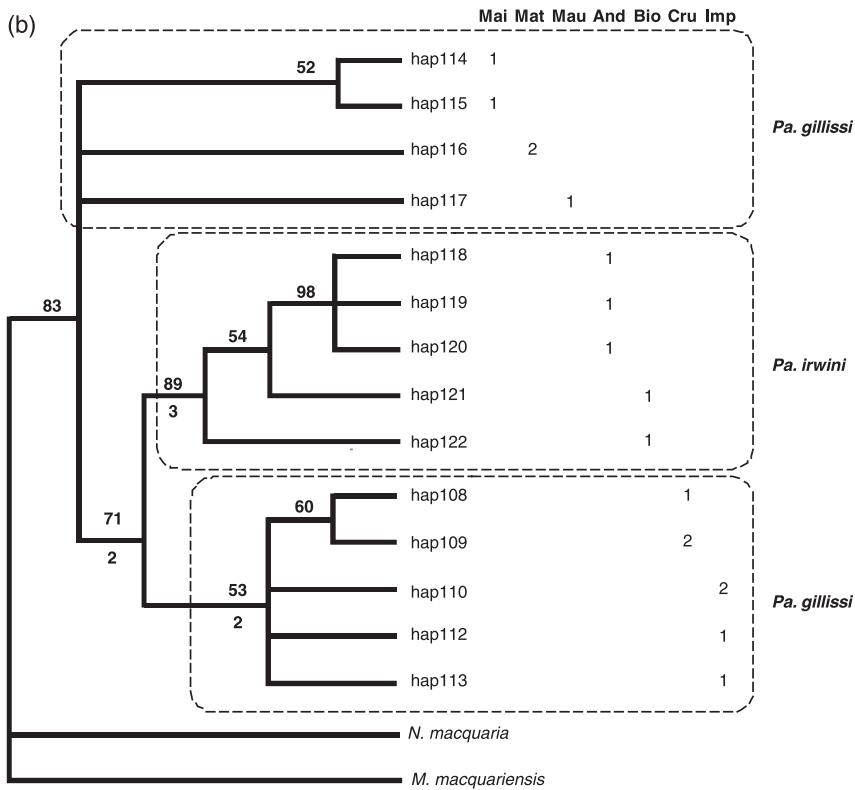 (b)
Mai Mat Mau And Bio Cru Imp
52
hap114 1
hap115 1
Pa. gillissi
hap116 2
hap117 1
hap118 1
98
hap119 1
83
54
hap120 1
Pa. irwini
89
3
hap121 1
hap122 1
hap108 1
60
71
2
hap109 2
53
2
hap110 2
Pa. gillissi
hap112 1
hap113 1
N. macquaria
M. macquariensis